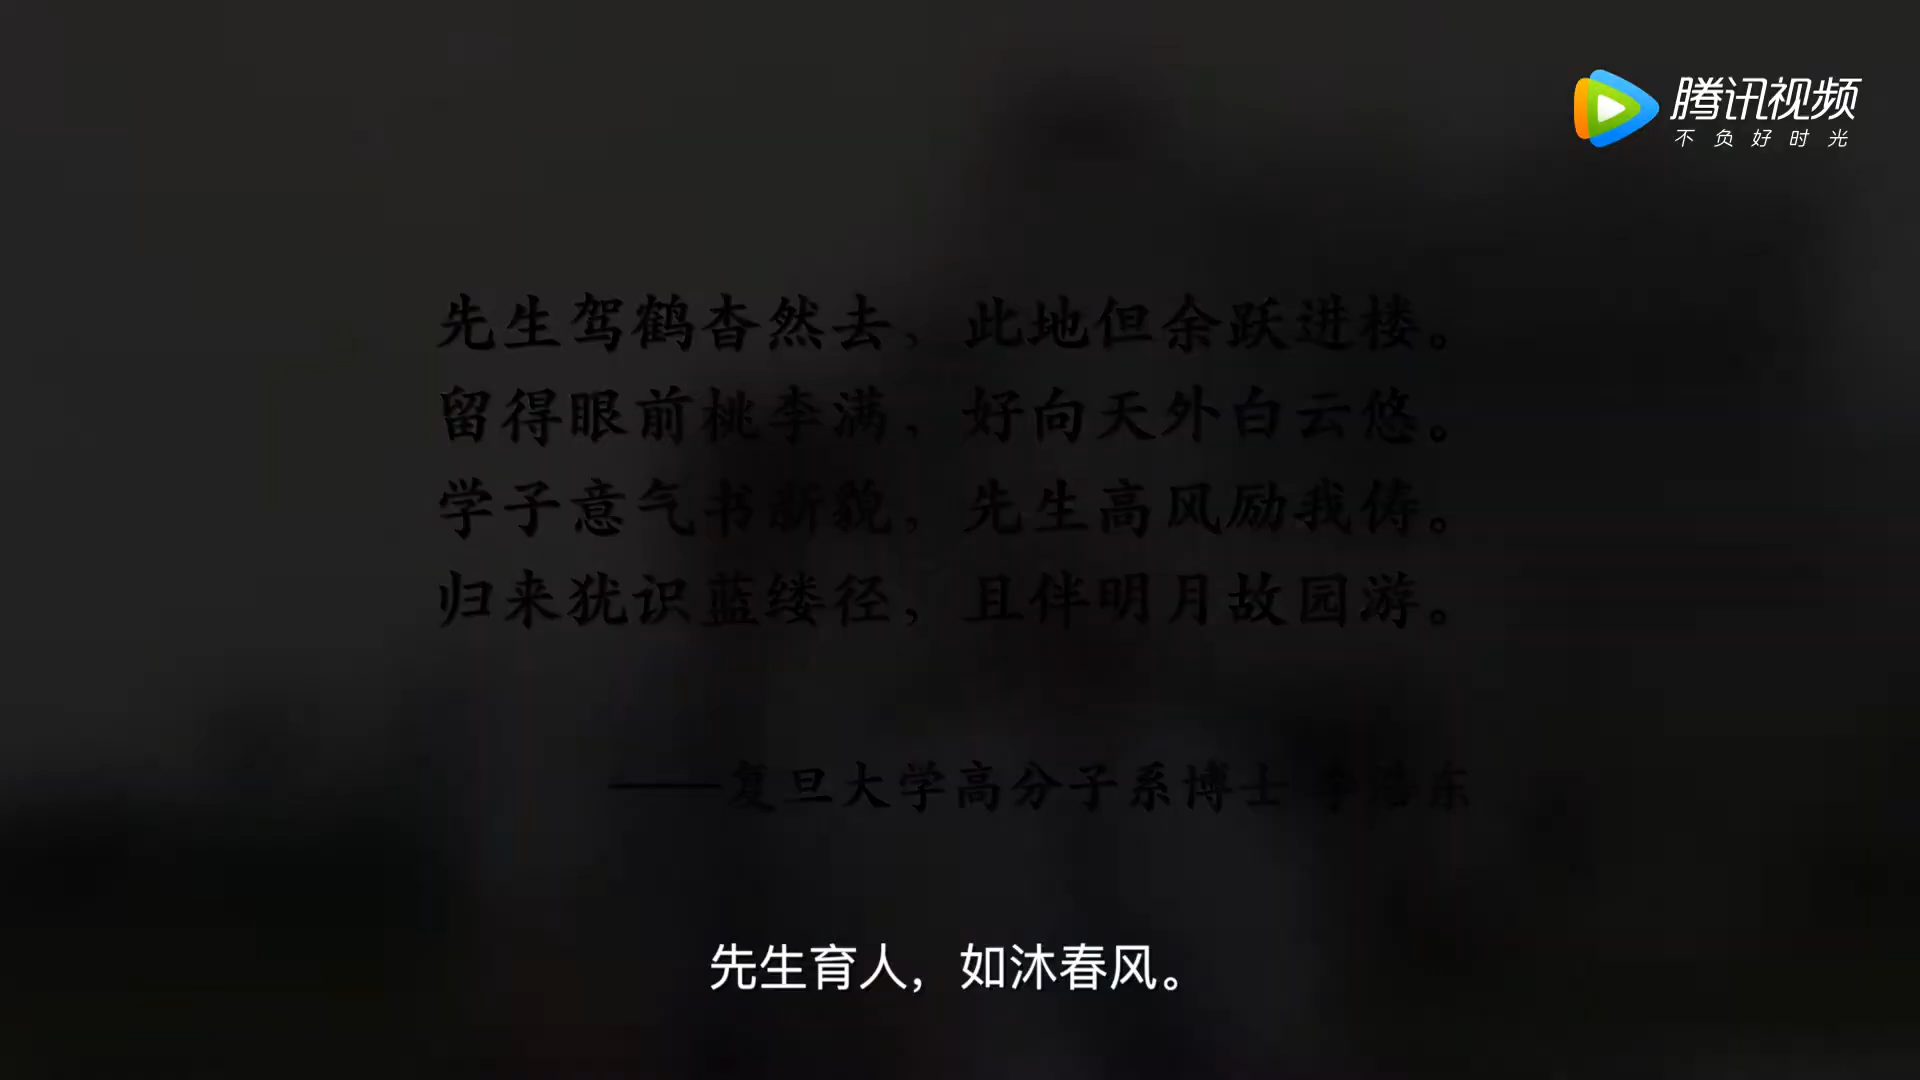 腾讯视频
不负好时光
先生驾鹤杳然去，此地但余跃进楼。
留得眼前桃李满，好向天外白云悠。
学子意气书新貌，先生高风励我俦。
归来犹识蓝缕径，且伴明月故园游。
——复旦大学高分子系博士 李浩东
先生育人，如沐春风。